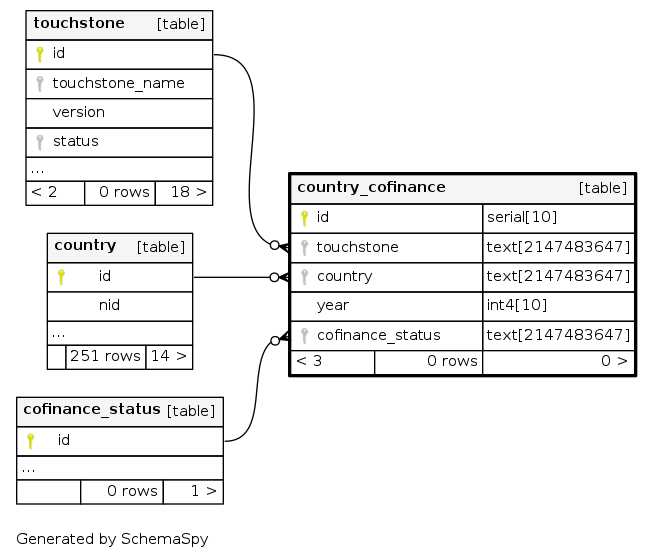 touchstone [table]
id
touchstone_name
version
status
...
< 2 0 rows 18 >
country_cofinance [table]
id serial[10]
touchstone text[2147483647]
country text[2147483647]
year int4[10]
cofinance_status text[2147483647]
< 3 0 rows 0 >
country [table]
id
nid
...
251 rows 14 >
cofinance_status [table]
id
...
0 rows 1 >
Generated by SchemaSpy